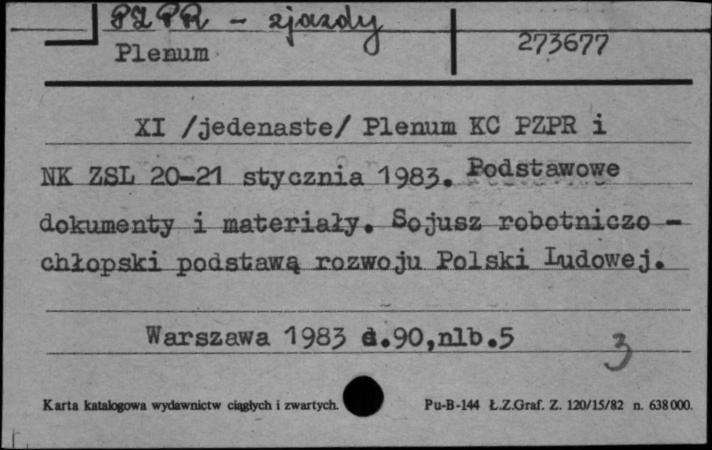 PZPR - zjazdy
Plenum 273677
XI /jedenaste/ Plenum KC PZPR i
NK ZSL 20-21 stycznia 1983. Podstawowe
dokumenty i materiały. Sojusz robotniczo -
chłopski podstawą rozwoju Polski Ludowej.
Warszawa 1983 s.90,nlb.5
3
Karta katalogowa wydawnictw ciągłych i zwartych. Pu-B-144 Ł.Z.Graf. Z. 120/15/82 n. 638000.